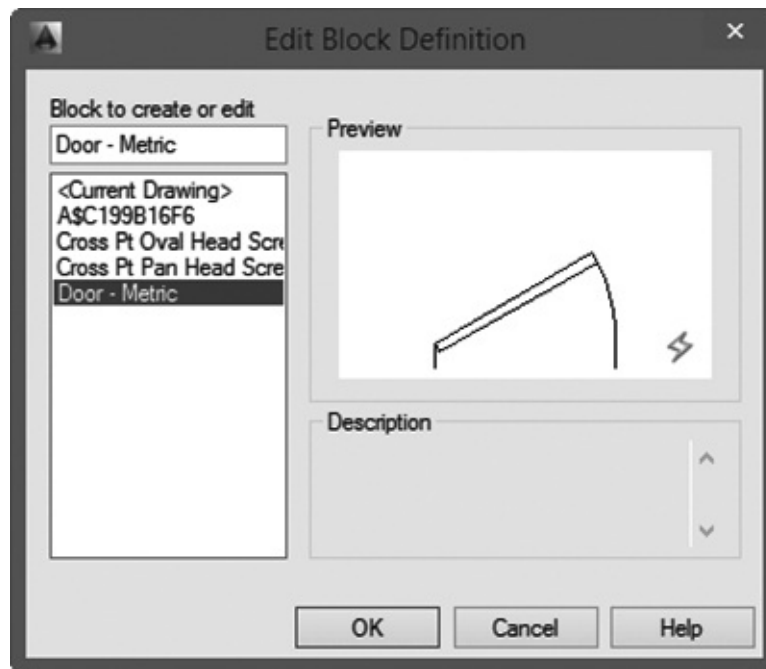 Edit Block Definition
Block to create or edit
Door - Metric
<Current Drawing>
A$C199B16F6
Cross Pt Oval Head Scre
Cross Pt Pan Head Scre
Door - Metric
Preview
Description
OK
Cancel
Help